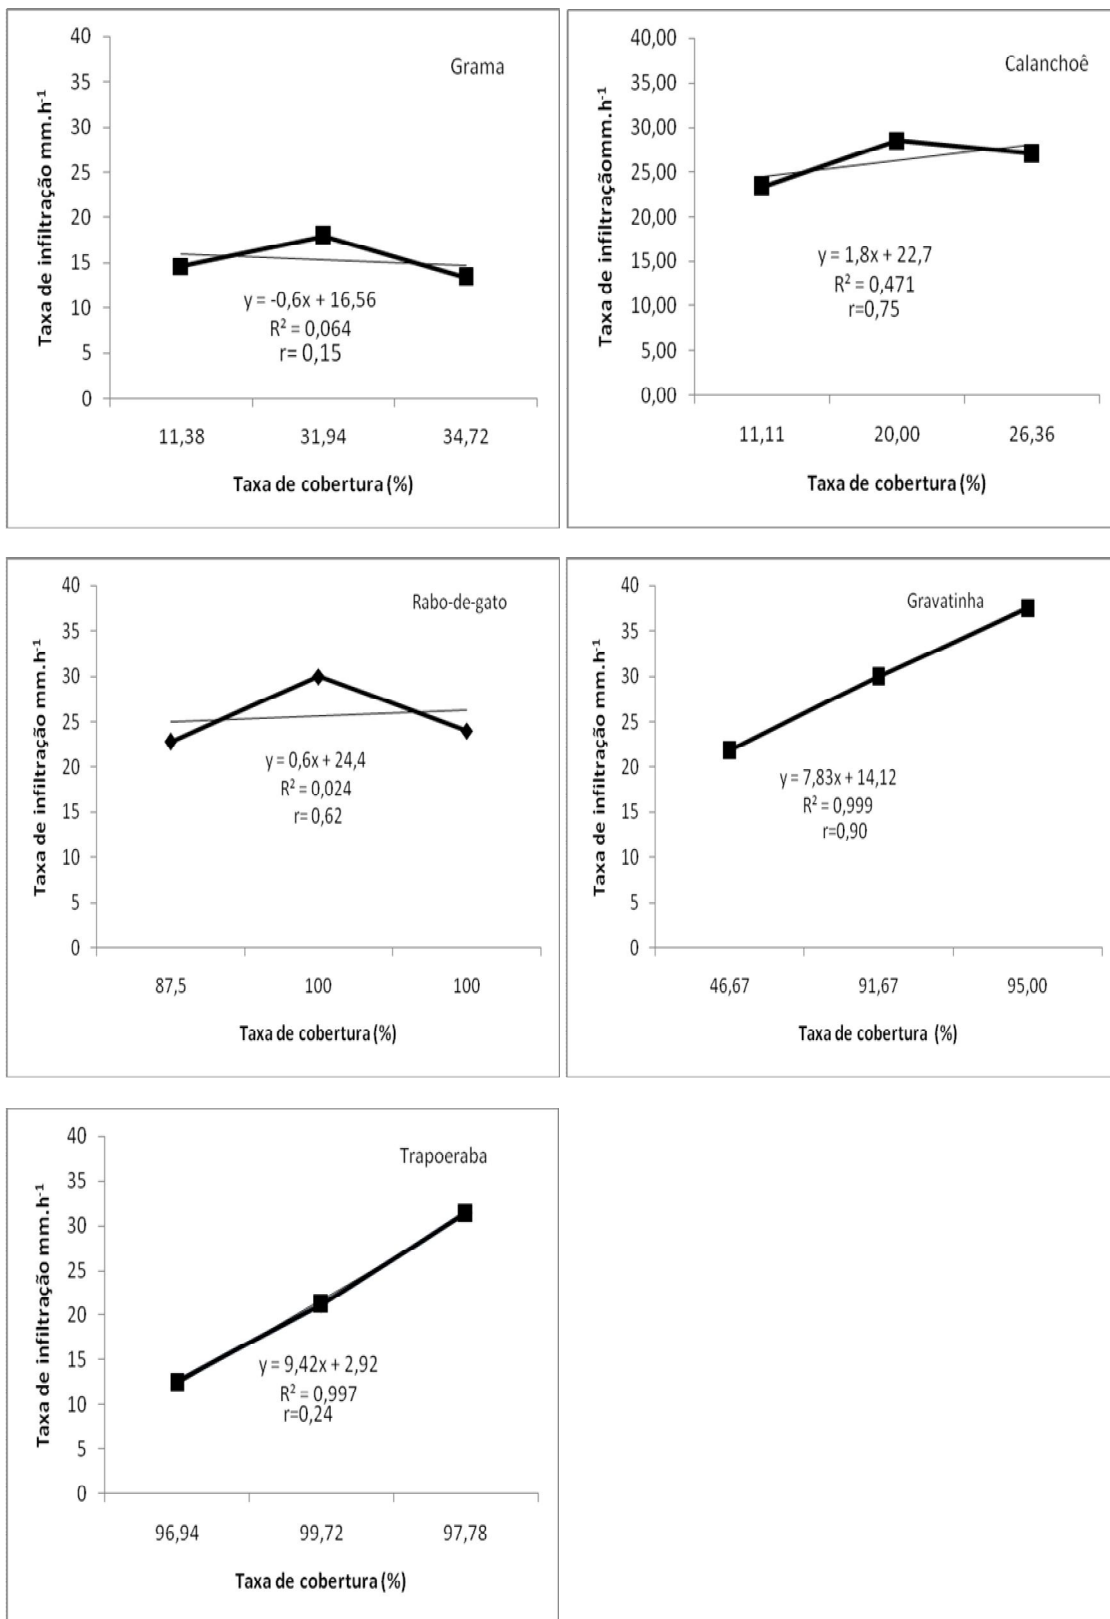 Grama
Taxa de infiltração mm.h⁻¹
40
35
30
25
20
15
10
5
0
y = -0,6x + 16,56
R² = 0,064
r= 0,15
11,38 31,94 34,72
Taxa de cobertura (%)
Calanchoê
Taxa de infiltraçãomm.h⁻¹
40,00
35,00
30,00
25,00
20,00
15,00
10,00
5,00
0,00
y = 1,8x + 22,7
R² = 0,471
r=0,75
11,11 20,00 26,36
Taxa de cobertura (%)
Rabo-de-gato
Taxa de infiltração mm.h⁻¹
40
35
30
25
20
15
10
5
0
y = 0,6x + 24,4
R² = 0,024
r= 0,62
87,5 100 100
Taxa de cobertura (%)
Gravatinha
Taxa de infiltração mm.h⁻¹
40
35
30
25
20
15
10
5
0
y = 7,83x + 14,12
R² = 0,999
r=0,90
46,67 91,67 95,00
Taxa de cobertura (%)
Trapoeraba
Taxa de infiltração mm.h⁻¹
40
35
30
25
20
15
10
5
0
y = 9,42x + 2,92
R² = 0,997
r=0,24
96,94 99,72 97,78
Taxa de cobertura (%)